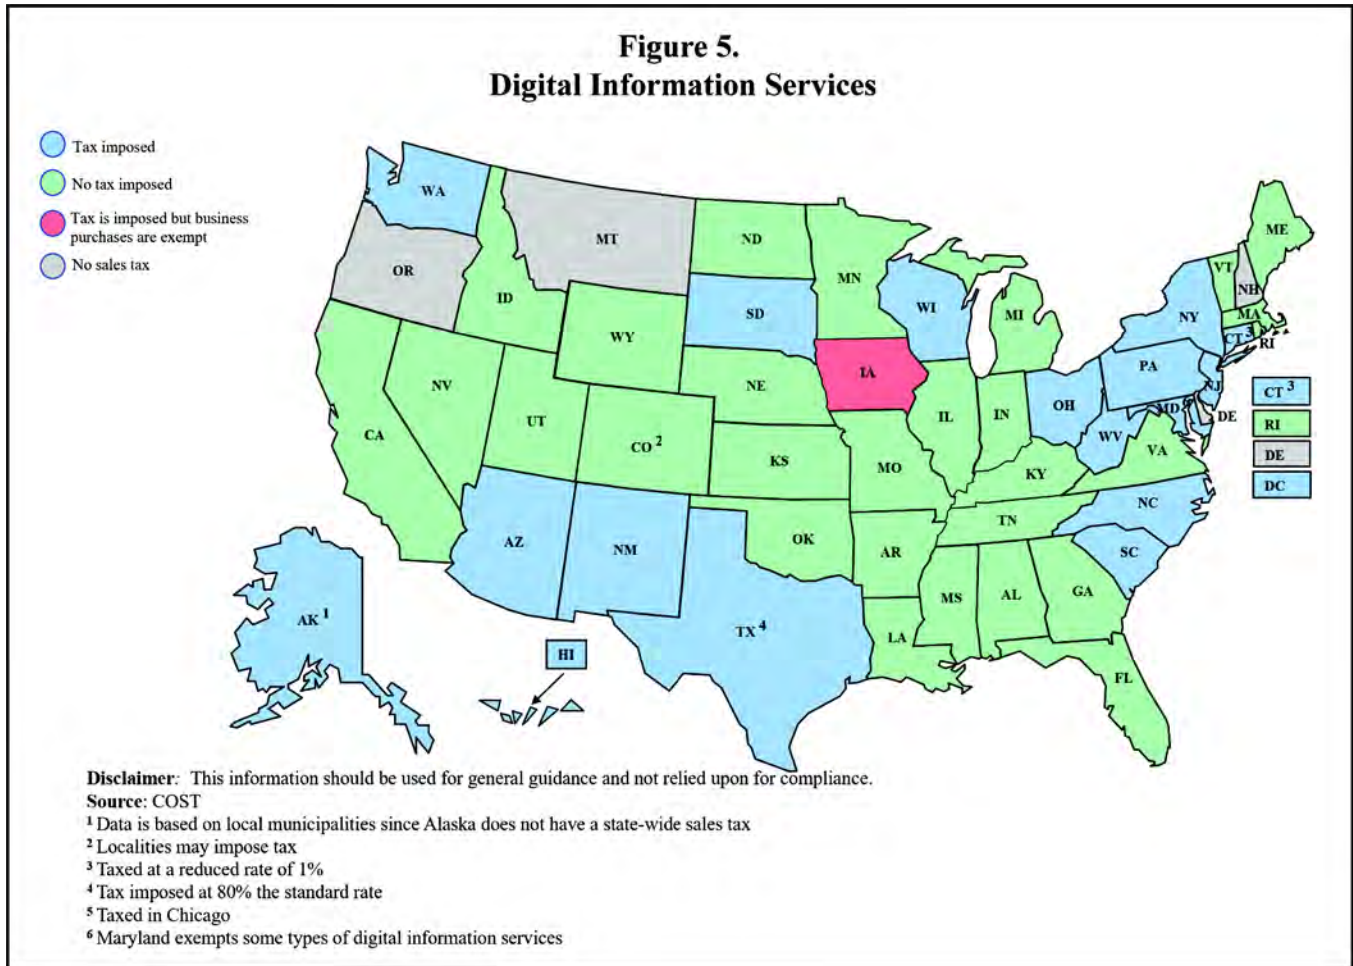 Figure 5.
Digital Information Services
Tax imposed
No tax imposed
Tax is imposed but business
purchases are exempt
No sales tax
WA
OR
MT
ID
WY
ND
SD
NE
MN
WI
MI
IA
NV
UT
CA
CO 2
KS
MO
IL
IN
OH
KY
WV
VA
PA
NY
VT
NH
ME
MA
CT 3
RI
NJ
MD 6
DE
CT 3
RI
DE
DC
AZ
NM
OK
AR
TN
NC
SC
MS
AL
GA
LA
FL
TX 4
AK 1
HI
Disclaimer: This information should be used for general guidance and not relied upon for compliance.
Source: COST
1 Data is based on local municipalities since Alaska does not have a state-wide sales tax
2 Localities may impose tax
3 Taxed at a reduced rate of 1%
4 Tax imposed at 80% the standard rate
5 Taxed in Chicago
6 Maryland exempts some types of digital information services